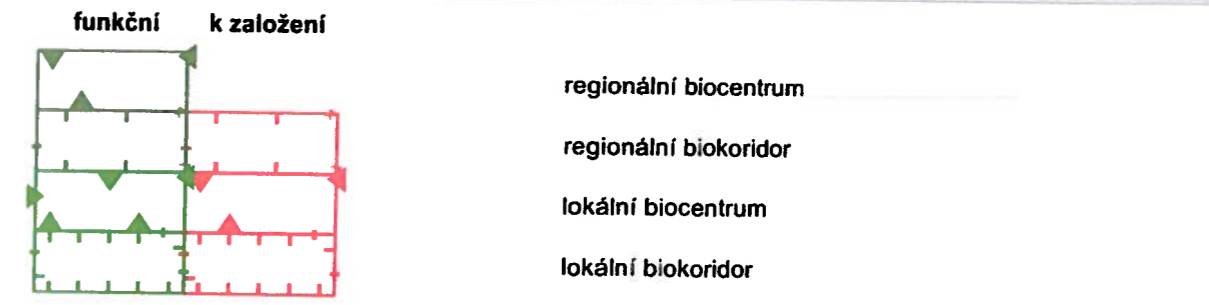 funkční k založení
regionální biocentrum
regionální biokoridor
lokální biocentrum
lokální biokoridor